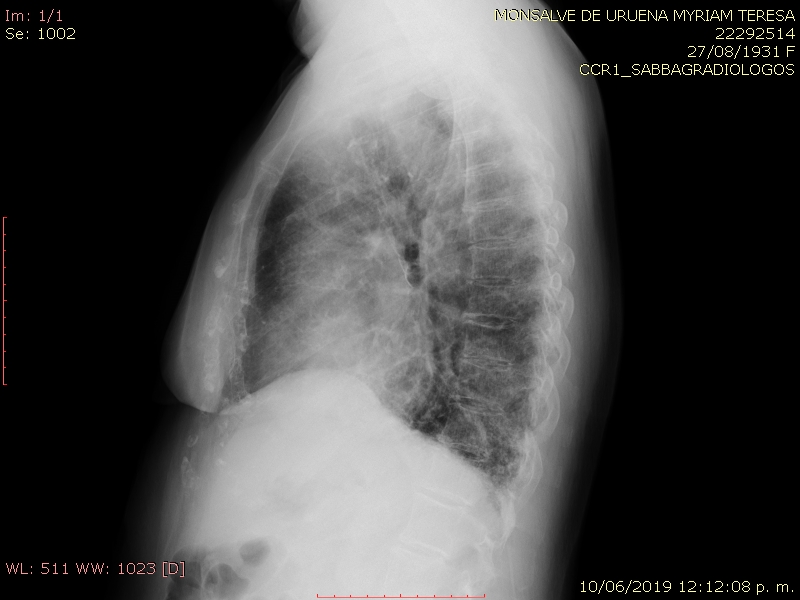 Im: 1/1
Se: 1002
MONSALVE DE URUENA MYRIAM TERESA
22292514
27/08/1931 F
CCR1_SABBAGRADIOLOGOS
WL: 511 WW: 1023 [D]
10/06/2019 12:12:08 p. m.